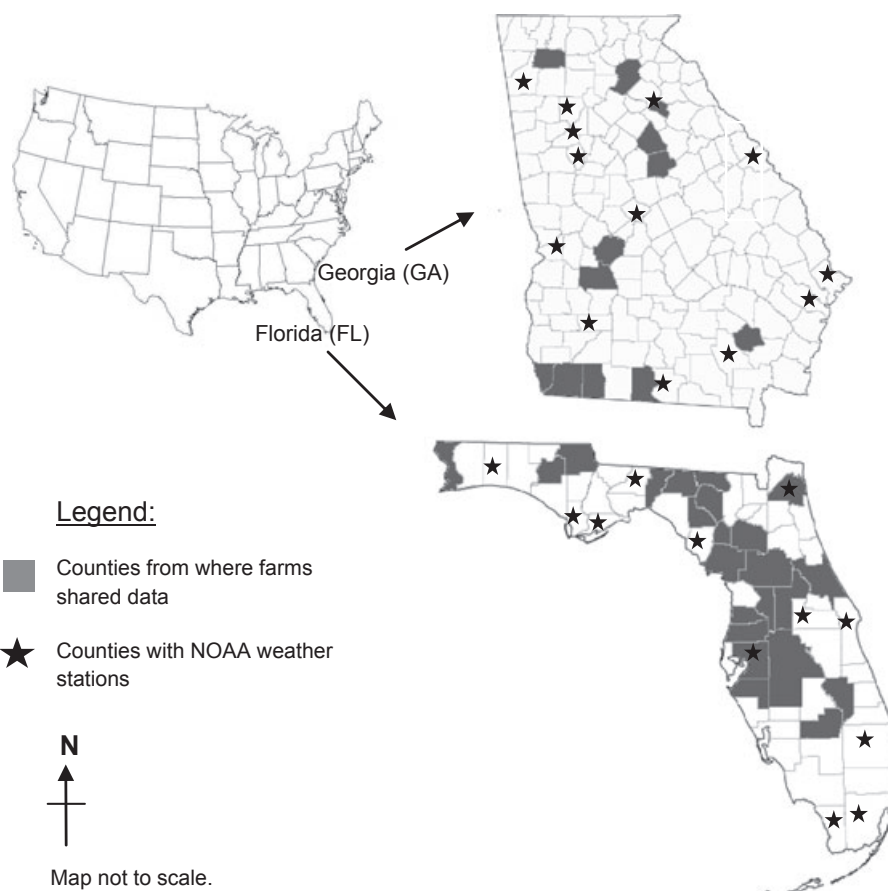 Georgia (GA)
Florida (FL)
Legend:
Counties from where farms
shared data
Counties with NOAA weather
stations
N
Map not to scale.